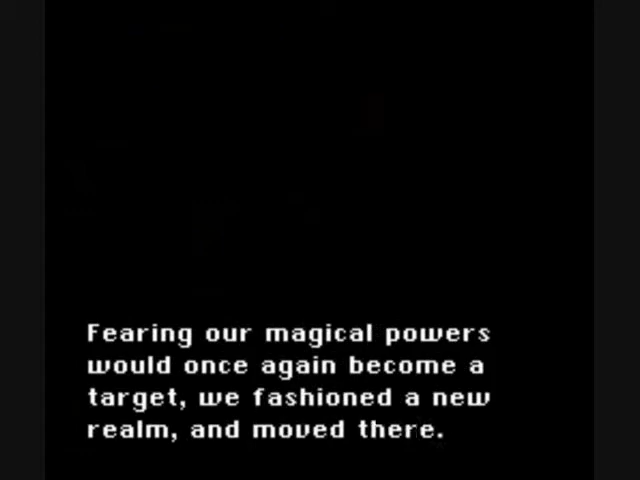 Fearing our magical powers
would once again become a
target, we fashioned a new
realm, and moved there.